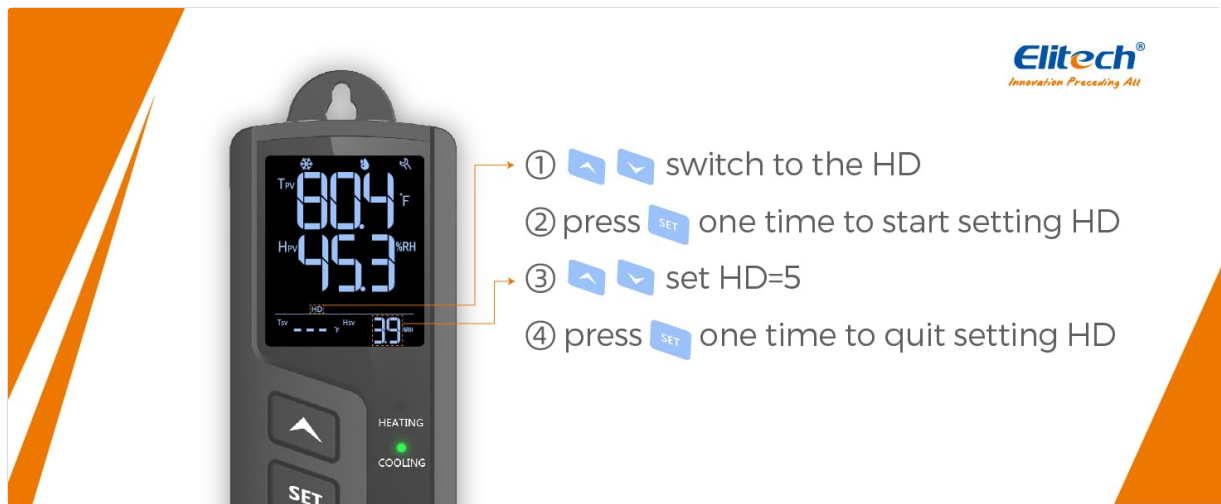 Elitech®
Innovation Preceding All
① switch to the HD
② press SET one time to start setting HD
③ set HD=5
④ press SET one time to quit setting HD
TPV 80.4 °F
HPV 45.3 %RH
HD
TSV --- °F HSV 39 %RH
HEATING
COOLING
SET